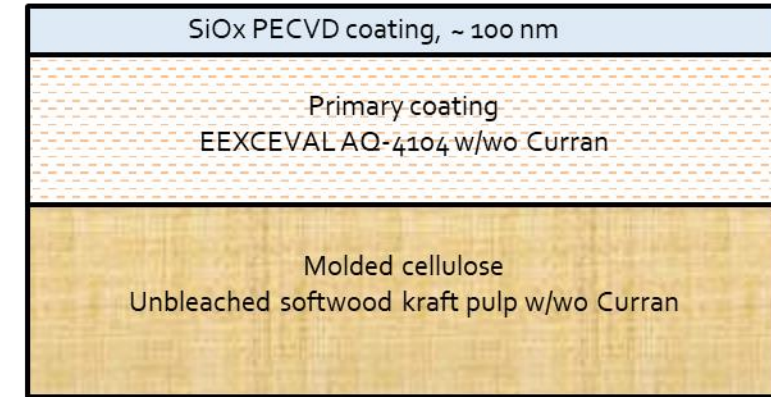 SiOx PECVD coating, ~ 100 nm
Primary coating
EEXCEVAL AQ-4104 w/wo Curran
Molded cellulose
Unbleached softwood kraft pulp w/wo Curran